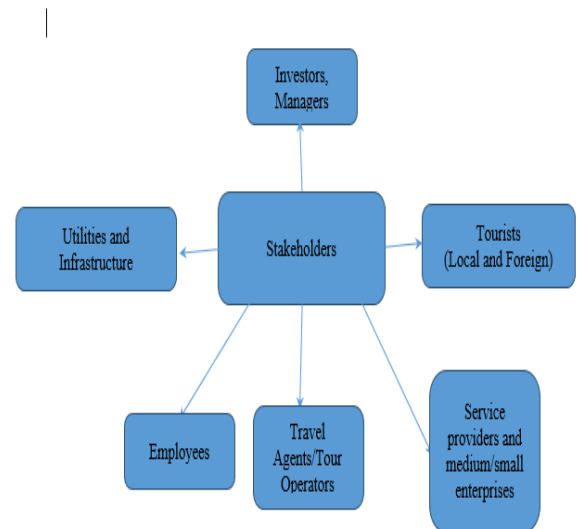 Investors,
Managers
Utilities and
Infrastructure
Stakeholders
Tourists
(Local and Foreign)
Employees
Travel
Agents/Tour
Operators
Service
providers and
medium/small
enterprises